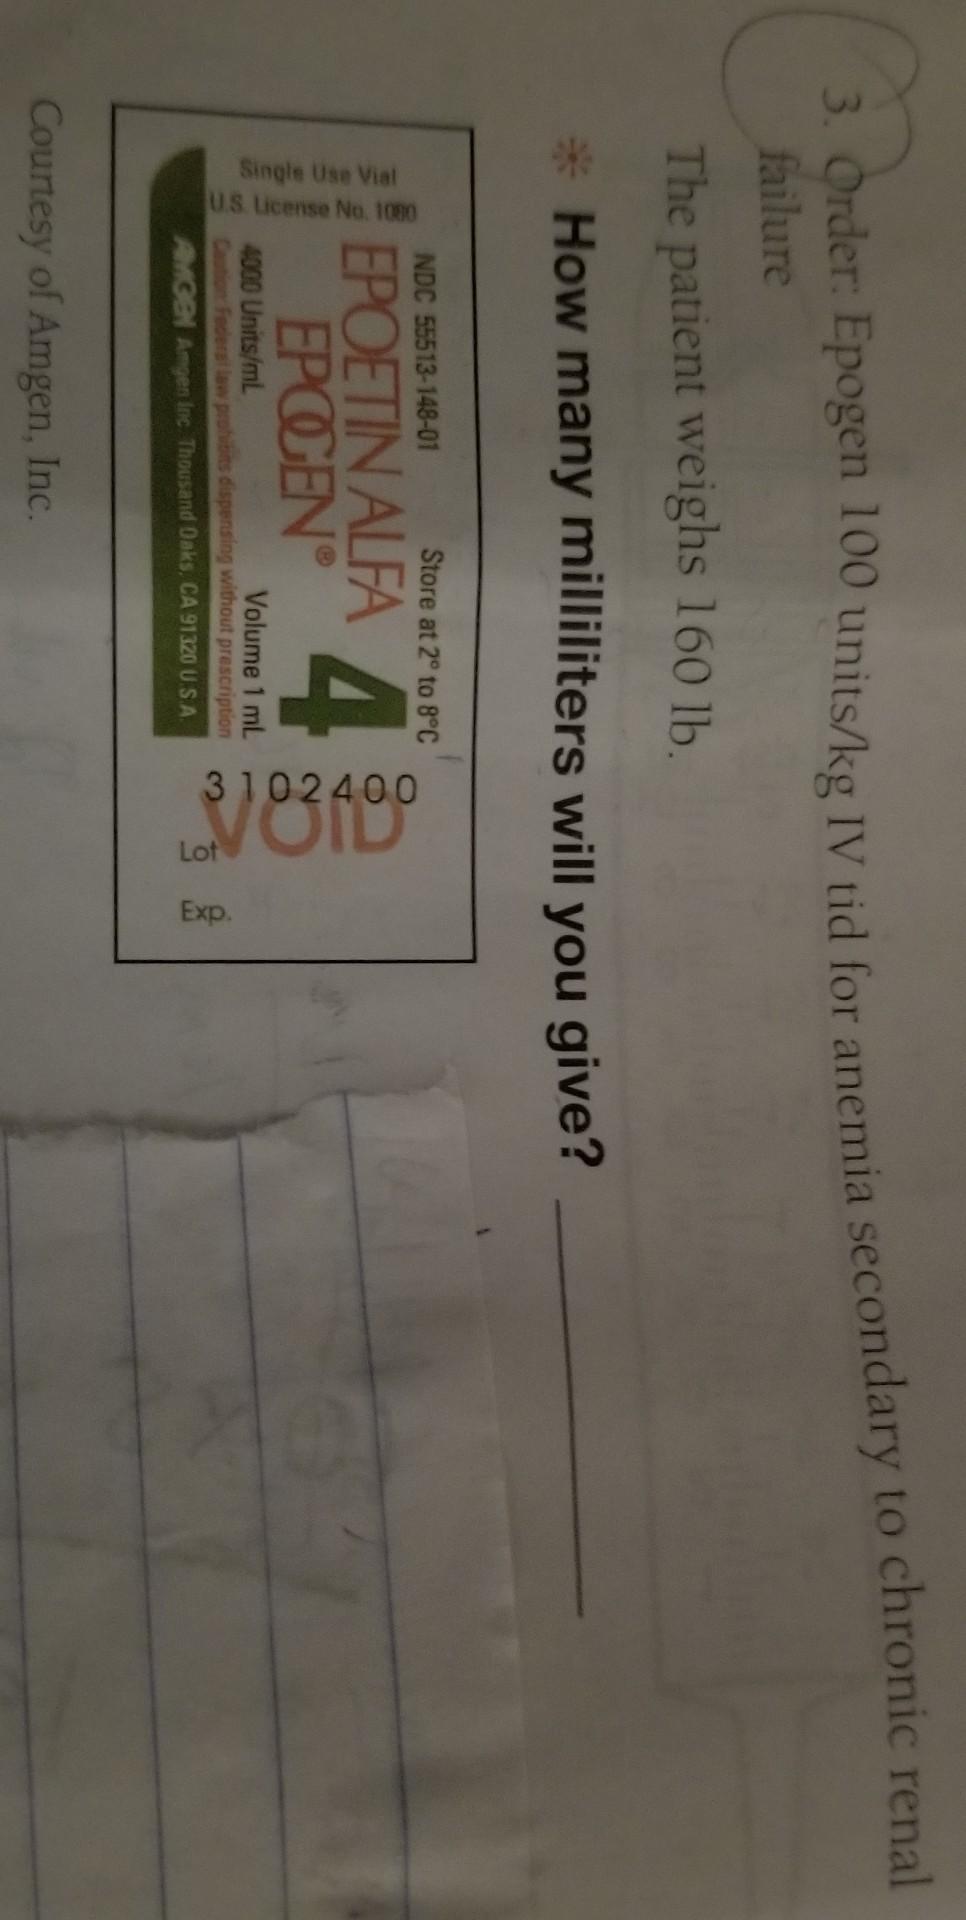 3. Order: Epogen 100 units/kg IV tid for anemia secondary to chronic renal
failure
The patient weighs 160 lb.
* How many milliliters will you give?
Single Use Vial
U.S. License No. 1080
NDC 55513-148-01 Store at 2° to 8°C
EPOETIN ALFA
EPOGEN® 4
4000 Units/mL Volume 1 mL
Caution: Federal law prohibits dispensing without prescription
AMGEN Amgen Inc. Thousand Oaks, CA 91320 U.S.A.
3102400
VOID
Lot
Exp.
Courtesy of Amgen, Inc.